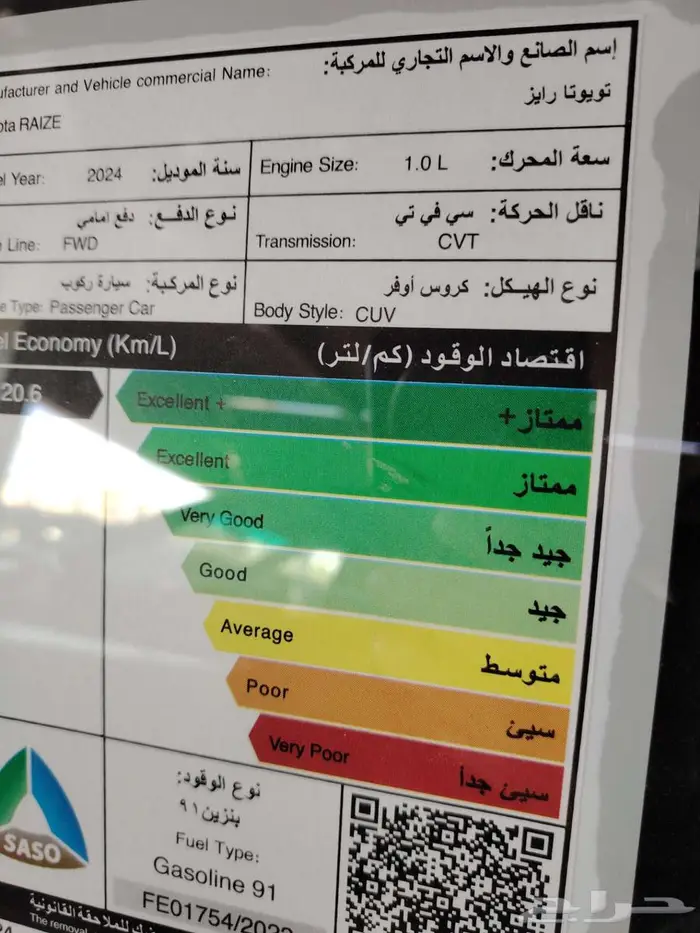 إسم الصانع والاسم التجاري للمركبة:
ufacturer and Vehicle commercial Name:
تويوتا رايز
ota RAIZE
سعة المحرك: 1.0 L Engine Size:
سنة الموديل: 2024 el Year:
ناقل الحركة: سي في تي
Transmission: CVT
نوع الدفع: دفع امامي
Line: FWD
نوع الهيكل: كروس أوفر
Body Style: CUV
نوع المركبة: سيارة ركوب
e Type: Passenger Car
اقتصاد الوقود (كم/لتر)
el Economy (Km/L)
20.6
Excellent + ممتاز+
Excellent ممتاز
Very Good جيد جداً
Good جيد
Average متوسط
Poor سيئ
Very Poor سيئ جداً
SASO
نوع الوقود:
بنزين ٩١
Fuel Type:
Gasoline 91
FE01754/202
للملاحقة القانونية
The removal
حراج